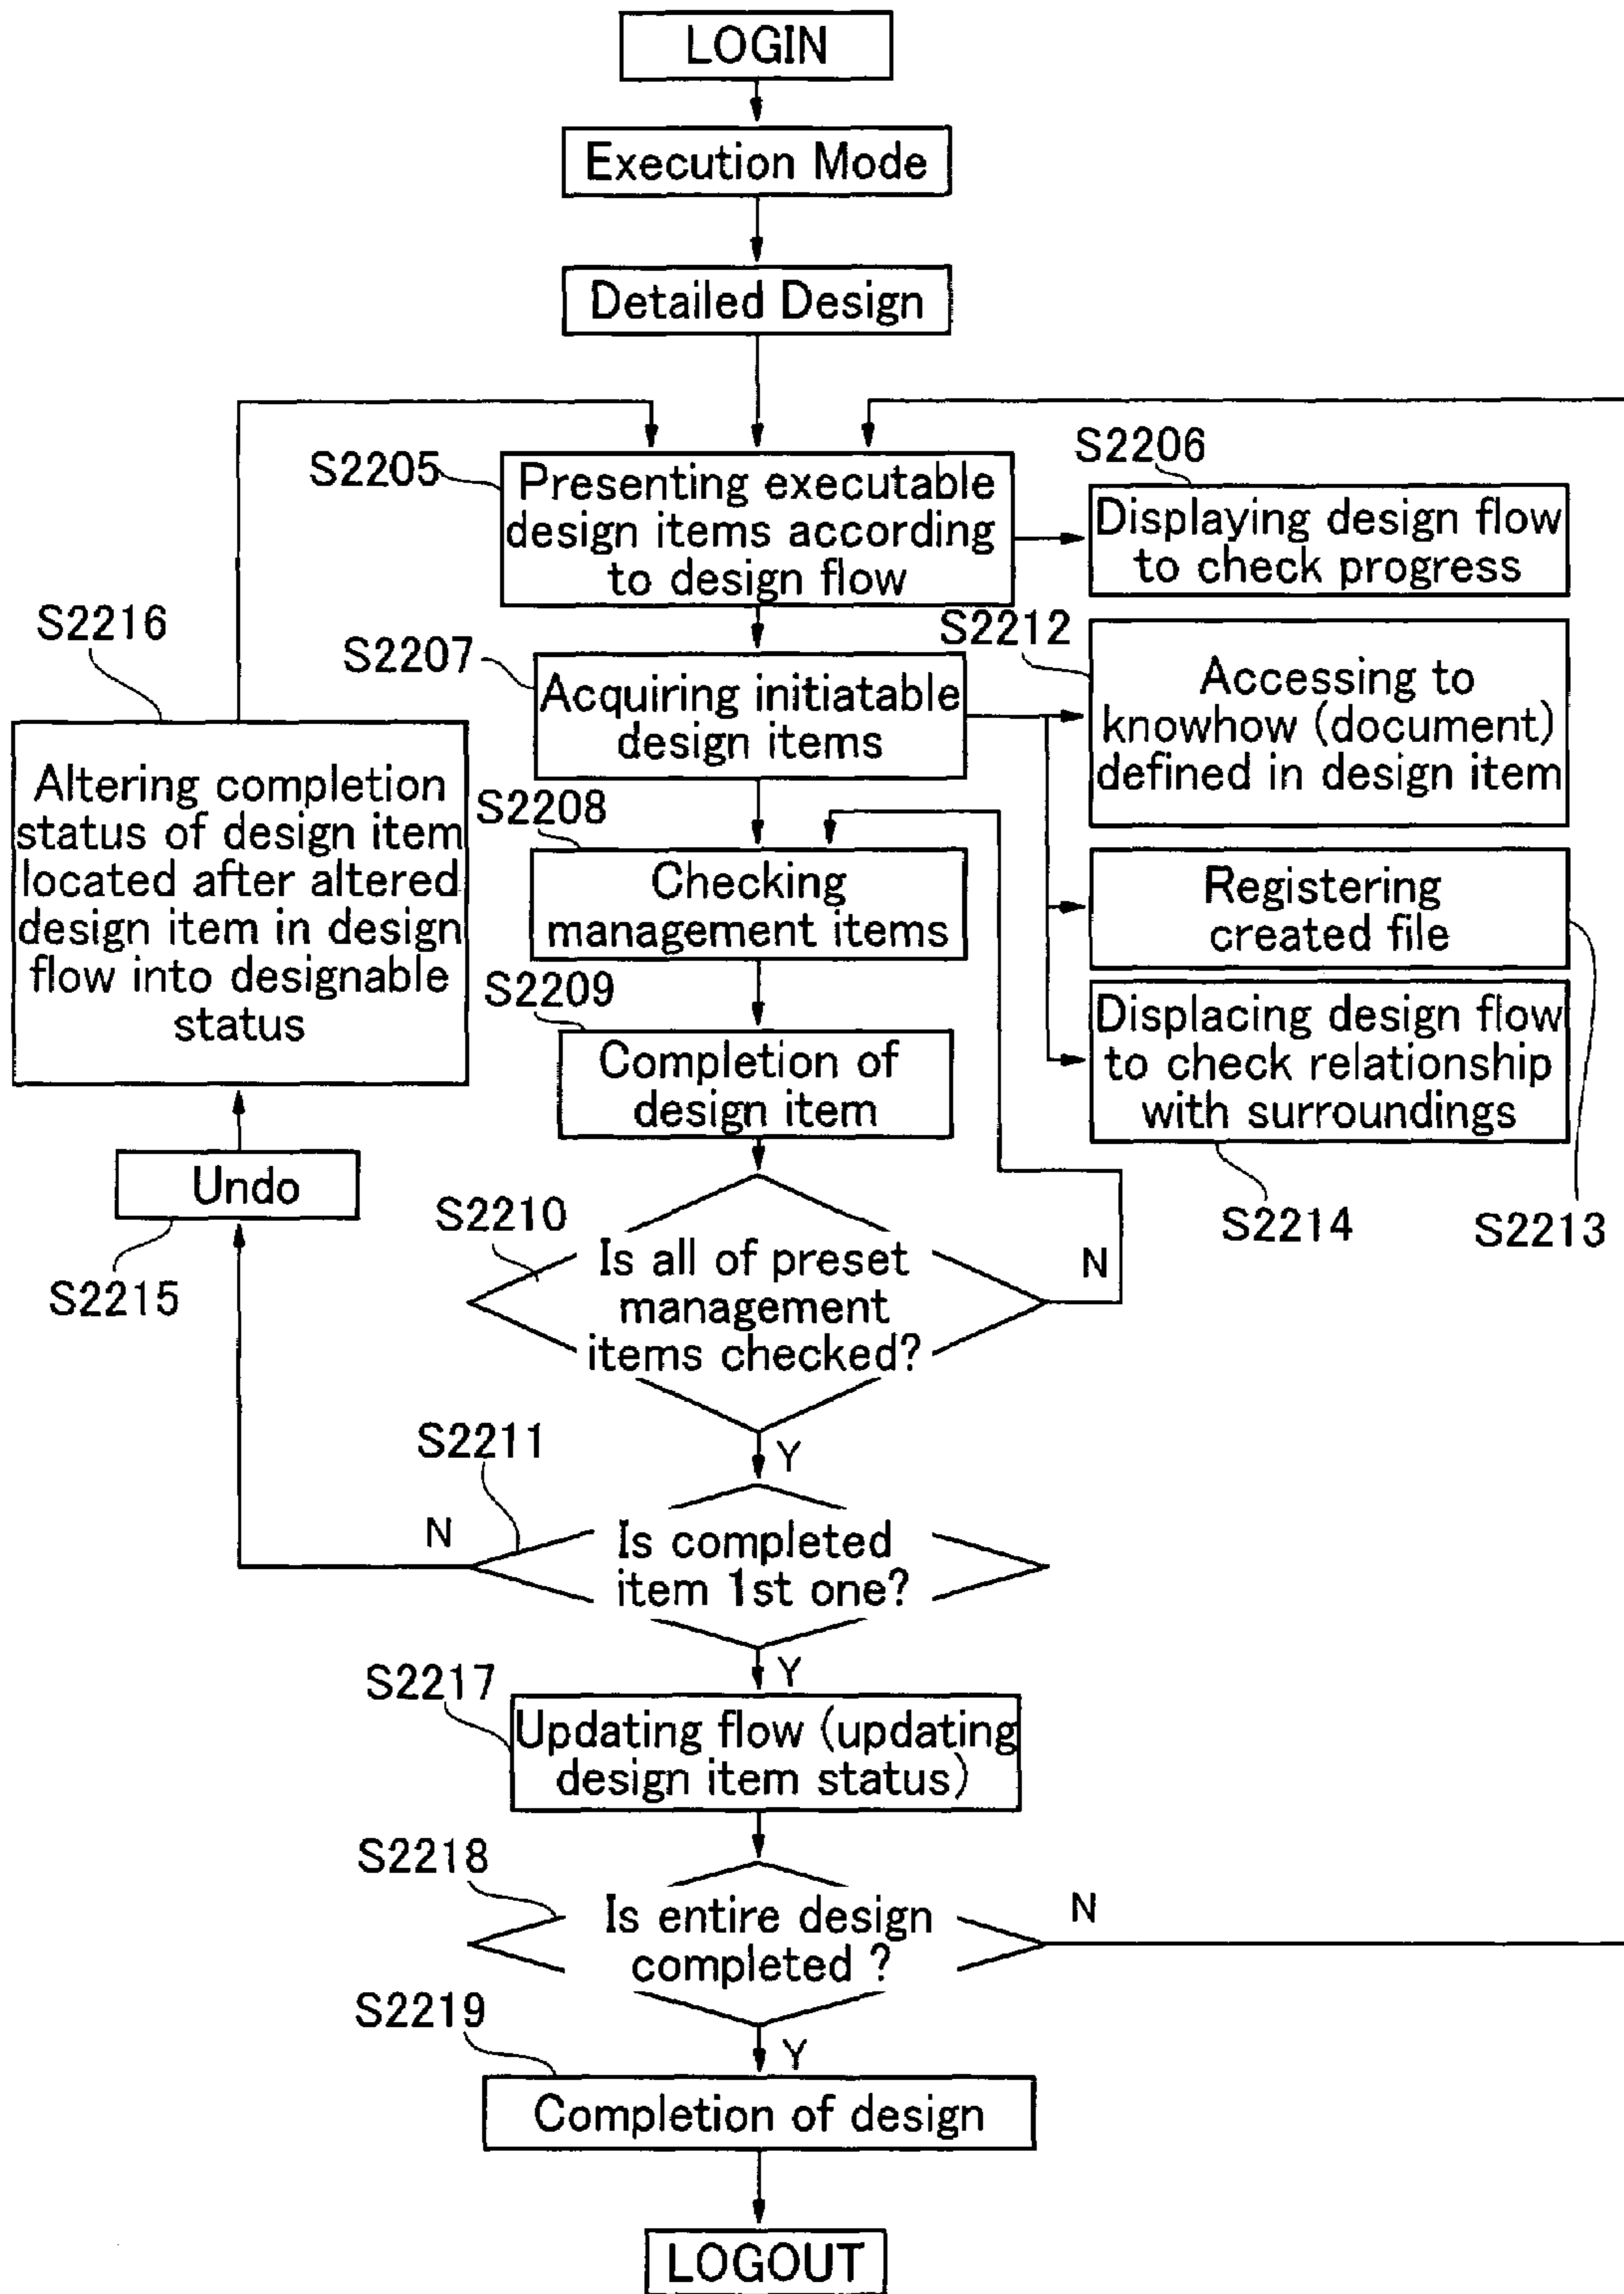 LOGIN
Execution Mode
Detailed Design
S2205
Presenting executable
design items according
to design flow
S2206
Displaying design flow
to check progress
S2216
Altering completion
status of design item
located after altered
design item in design
flow into designable
status
S2207
Acquiring initiatable
design items
S2212
Accessing to
knowhow (document)
defined in design item
S2208
Checking
management items
Registering
created file
S2209
Completion of
design item
Displacing design flow
to check relationship
with surroundings
Undo
S2215
S2214
S2213
S2210
Is all of preset
management
items checked?
N
Y
S2211
N
Is completed
item 1st one?
Y
S2217
Updating flow (updating
design item status)
S2218
Is entire design
completed ?
N
S2219
Y
Completion of design
LOGOUT